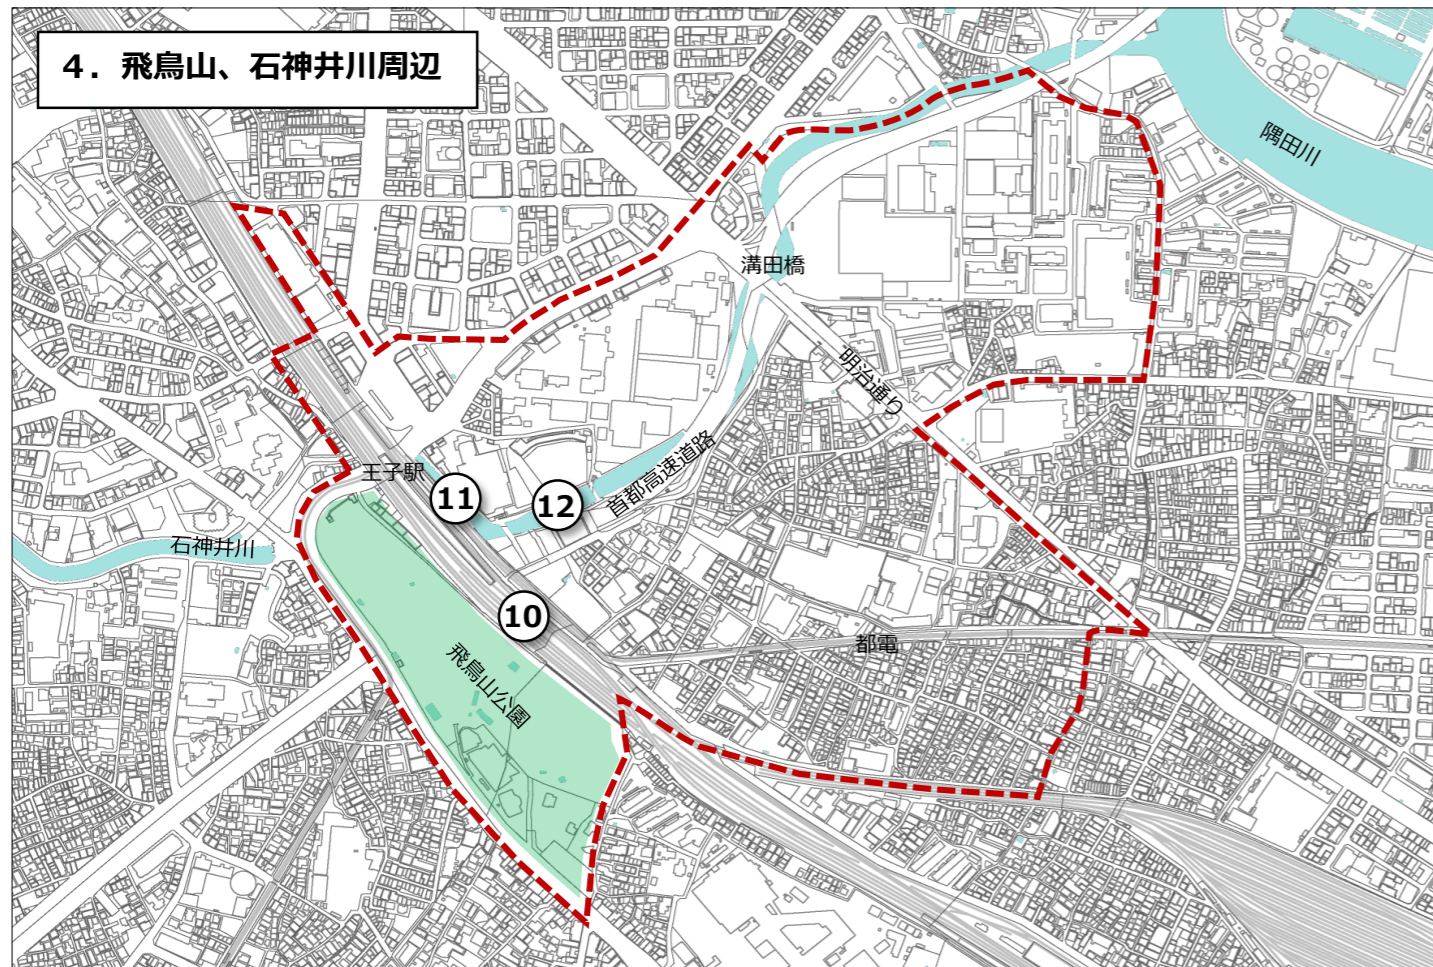 4．飛鳥山、石神井川周辺
隅田川
溝田橋
明治通り
王子駅
首都高速道路
11
12
石神井川
10
都電
飛鳥山公園